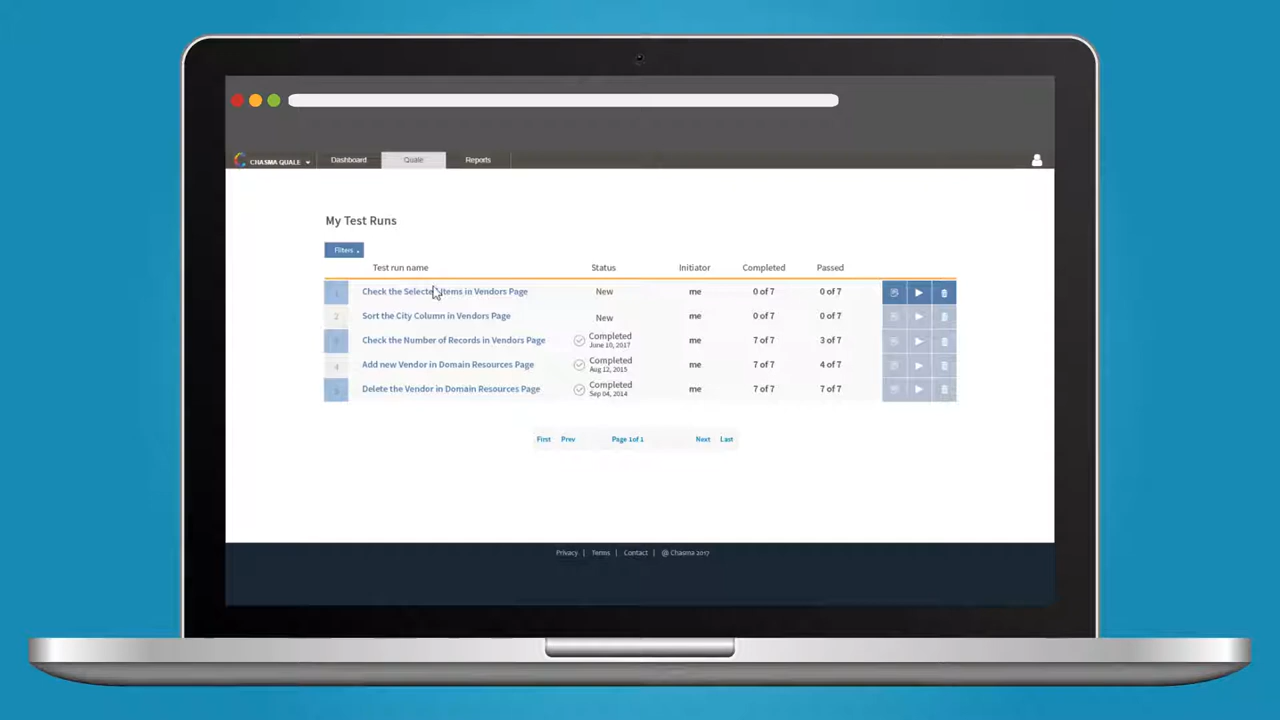 CHASMA QUALE Dashboard Quale Reports
My Test Runs
Filters
Test run name Status Initiator Completed Passed
1 Check the Selected Items in Vendors Page New me 0 of 7 0 of 7
2 Sort the City Column in Vendors Page New me 0 of 7 0 of 7
Check the Number of Records in Vendors Page Completed June 10, 2017 me 7 of 7 3 of 7
4 Add new Vendor in Domain Resources Page Completed Aug 12, 2015 me 7 of 7 4 of 7
Delete the Vendor in Domain Resources Page Completed Sep 04, 2014 me 7 of 7 7 of 7
First Prev Page 1of 1 Next Last
Privacy | Terms | Contact | @ Chasma 2017